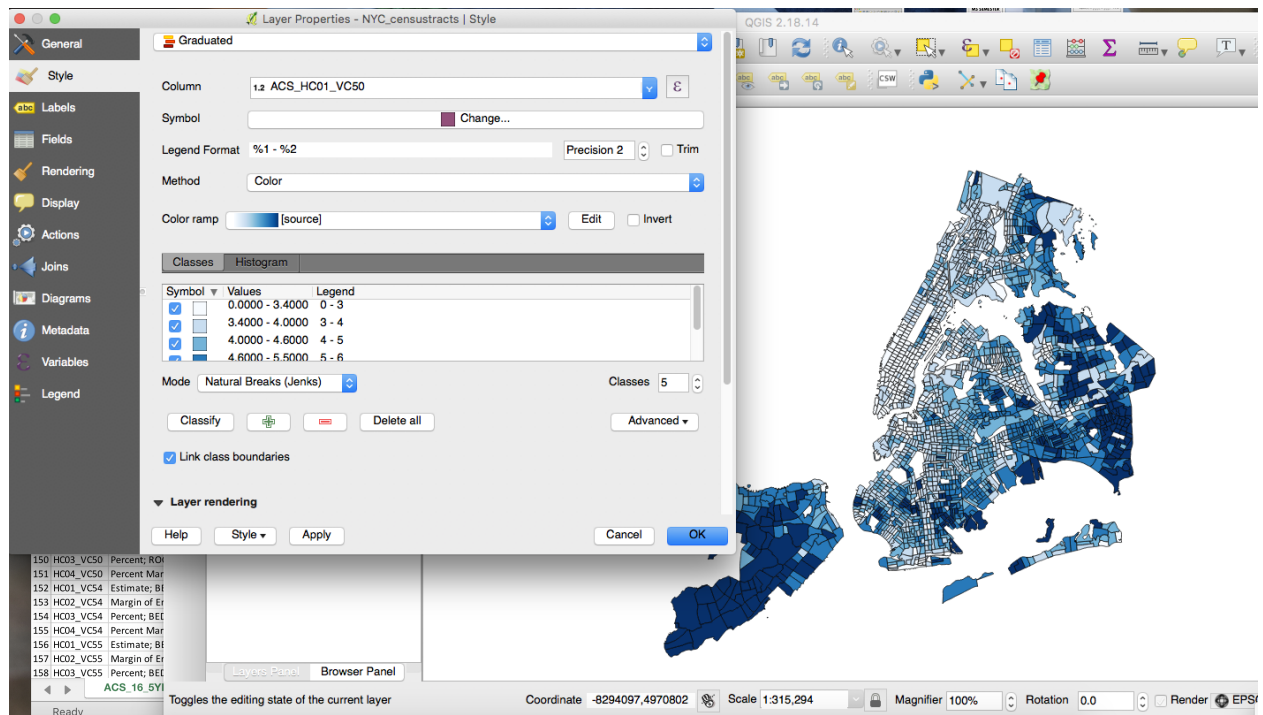 Layer Properties - NYC_censustracts | Style
QGIS 2.18.14
General
Style
Labels
Fields
Rendering
Display
Actions
Joins
Diagrams
Metadata
Variables
Legend
Graduated
Column 1.2 ACS_HC01_VC50 ε
Symbol Change...
Legend Format %1 - %2 Precision 2 Trim
Method Color
Color ramp [source] Edit Invert
Classes Histogram
Symbol Values Legend
0.0000 - 3.4000 0 - 3
3.4000 - 4.0000 3 - 4
4.0000 - 4.6000 4 - 5
4.6000 - 5.5000 5 - 6
Mode Natural Breaks (Jenks) Classes 5
Classify Delete all Advanced
Link class boundaries
Layer rendering
Help Style Apply Cancel OK
abc abc abc abc CSW
150 HC03_VC50 Percent;
151 HC04_VC50 Percent Mar
152 HC01_VC54 Estimate; BE
153 HC02_VC54 Margin of Er
154 HC03_VC54 Percent; BED
155 HC04_VC54 Percent Mar
156 HC01_VC55 Estimate; BE
157 HC02_VC55 Margin of Er
158 HC03_VC55 Percent; BED
Layers Panel Browser Panel
ACS_16_5Y
Ready
Toggles the editing state of the current layer Coordinate -8294097,4970802 Scale 1:315,294 Magnifier 100% Rotation 0.0 Render EPS